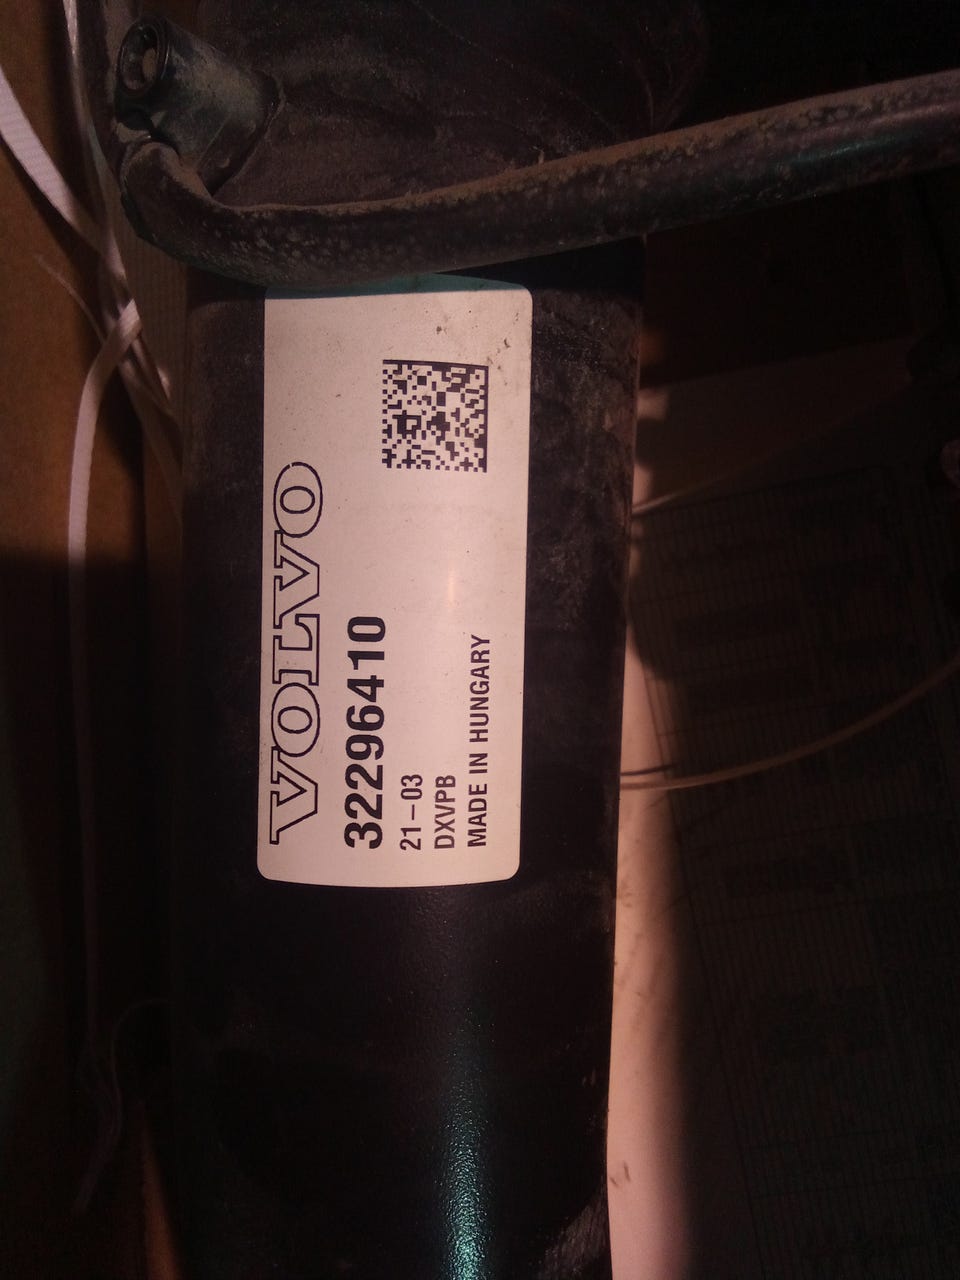 VOLVO
32296410
21-03
DXVPB
MADE IN HUNGARY